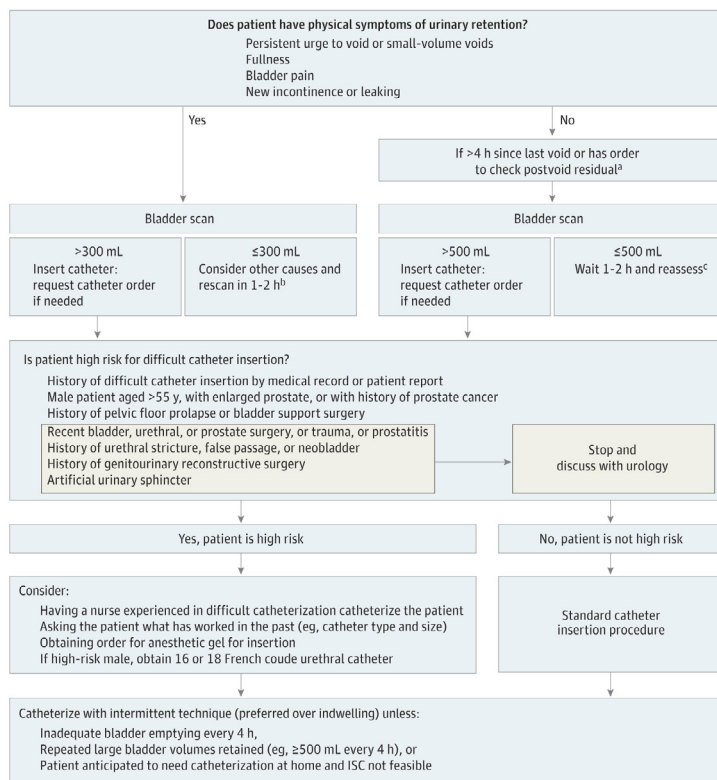 Does patient have physical symptoms of urinary retention?
Persistent urge to void or small-volume voids
Fullness
Bladder pain
New incontinence or leaking
Yes
No
If >4 h since last void or has order
to check postvoid residualᵃ
Bladder scan
>300 mL
Insert catheter:
request catheter order
if needed
≤300 mL
Consider other causes and
rescan in 1-2 hᵇ
Bladder scan
>500 mL
Insert catheter:
request catheter order
if needed
≤500 mL
Wait 1-2 h and reassessᶜ
Is patient high risk for difficult catheter insertion?
History of difficult catheter insertion by medical record or patient report
Male patient aged >55 y, with enlarged prostate, or with history of prostate cancer
History of pelvic floor prolapse or bladder support surgery
Recent bladder, urethral, or prostate surgery, or trauma, or prostatitis
History of urethral stricture, false passage, or neobladder
History of genitourinary reconstructive surgery
Artificial urinary sphincter
Stop and
discuss with urology
Yes, patient is high risk
No, patient is not high risk
Consider:
Having a nurse experienced in difficult catheterization catheterize the patient
Asking the patient what has worked in the past (eg, catheter type and size)
Obtaining order for anesthetic gel for insertion
If high-risk male, obtain 16 or 18 French coude urethral catheter
Standard catheter
insertion procedure
Catheterize with intermittent technique (preferred over indwelling) unless:
Inadequate bladder emptying every 4 h,
Repeated large bladder volumes retained (eg, ≥500 mL every 4 h), or
Patient anticipated to need catheterization at home and ISC not feasible